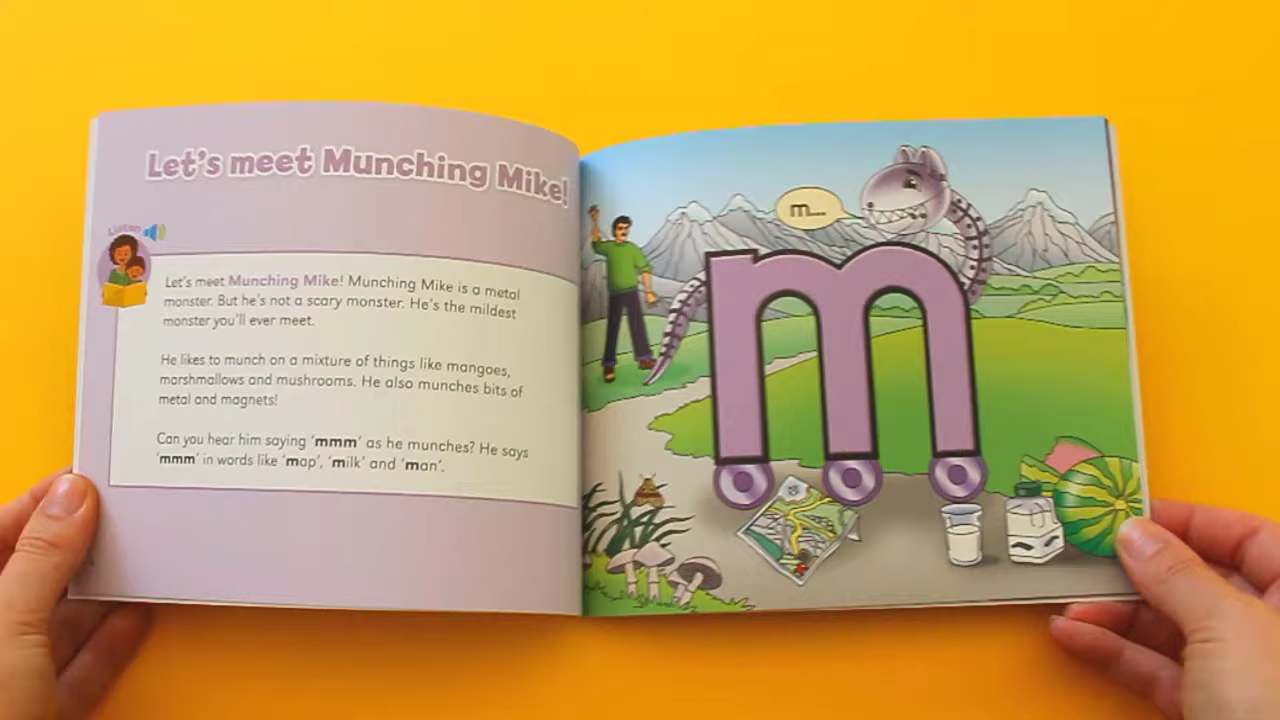 Let's meet Munching Mike!
Listen
Let's meet Munching Mike! Munching Mike is a metal
monster. But he's not a scary monster. He's the mildest
monster you'll ever meet.
He likes to munch on a mixture of things like mangoes,
marshmallows and mushrooms. He also munches bits of
metal and magnets!
Can you hear him saying 'mmm' as he munches? He says
'mmm' in words like 'map', 'milk' and 'man'.
m...
m